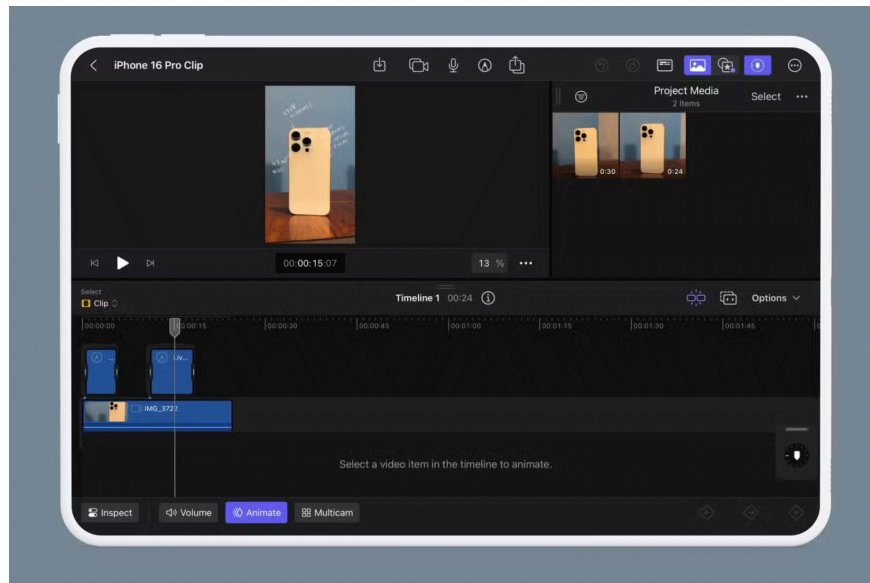 iPhone 16 Pro Clip
Project Media
2 Items
Select
0:30
0:24
00:00:15:07
13 %
Select
Clip
Timeline 1 00:24
Options
00:00:00
00:00:15
00:00:30
00:00:45
00:01:00
00:01:15
00:01:30
00:01:45
Liv...
IMG_3722
Select a video item in the timeline to animate.
Inspect
Volume
Animate
Multicam